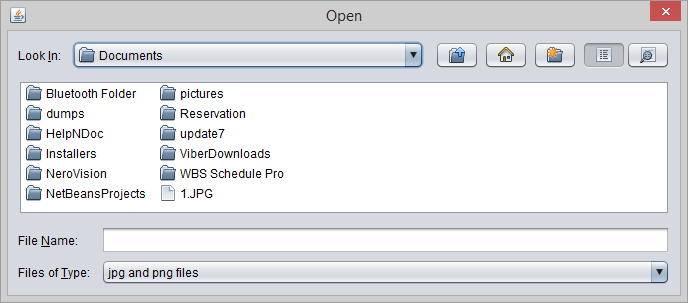 Open
Look In: Documents
Bluetooth Folder
dumps
HelpNDoc
Installers
NeroVision
NetBeansProjects
pictures
Reservation
update7
ViberDownloads
WBS Schedule Pro
1.JPG
File Name:
Files of Type: jpg and png files